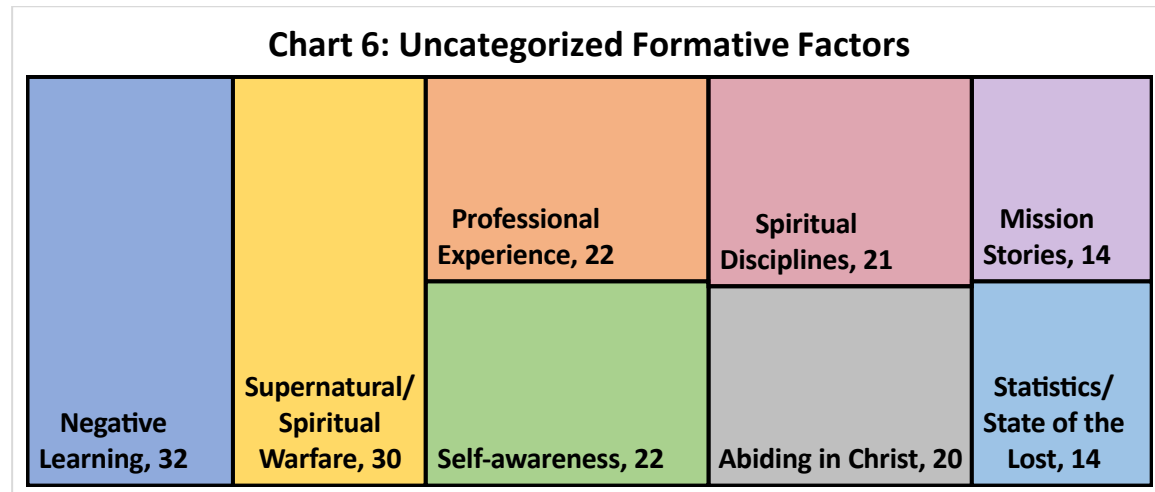 Chart 6: Uncategorized Formative Factors
Negative
Learning, 32
Supernatural/
Spiritual
Warfare, 30
Professional
Experience, 22
Self-awareness, 22
Spiritual
Disciplines, 21
Abiding in Christ, 20
Mission
Stories, 14
Statistics/
State of the
Lost, 14